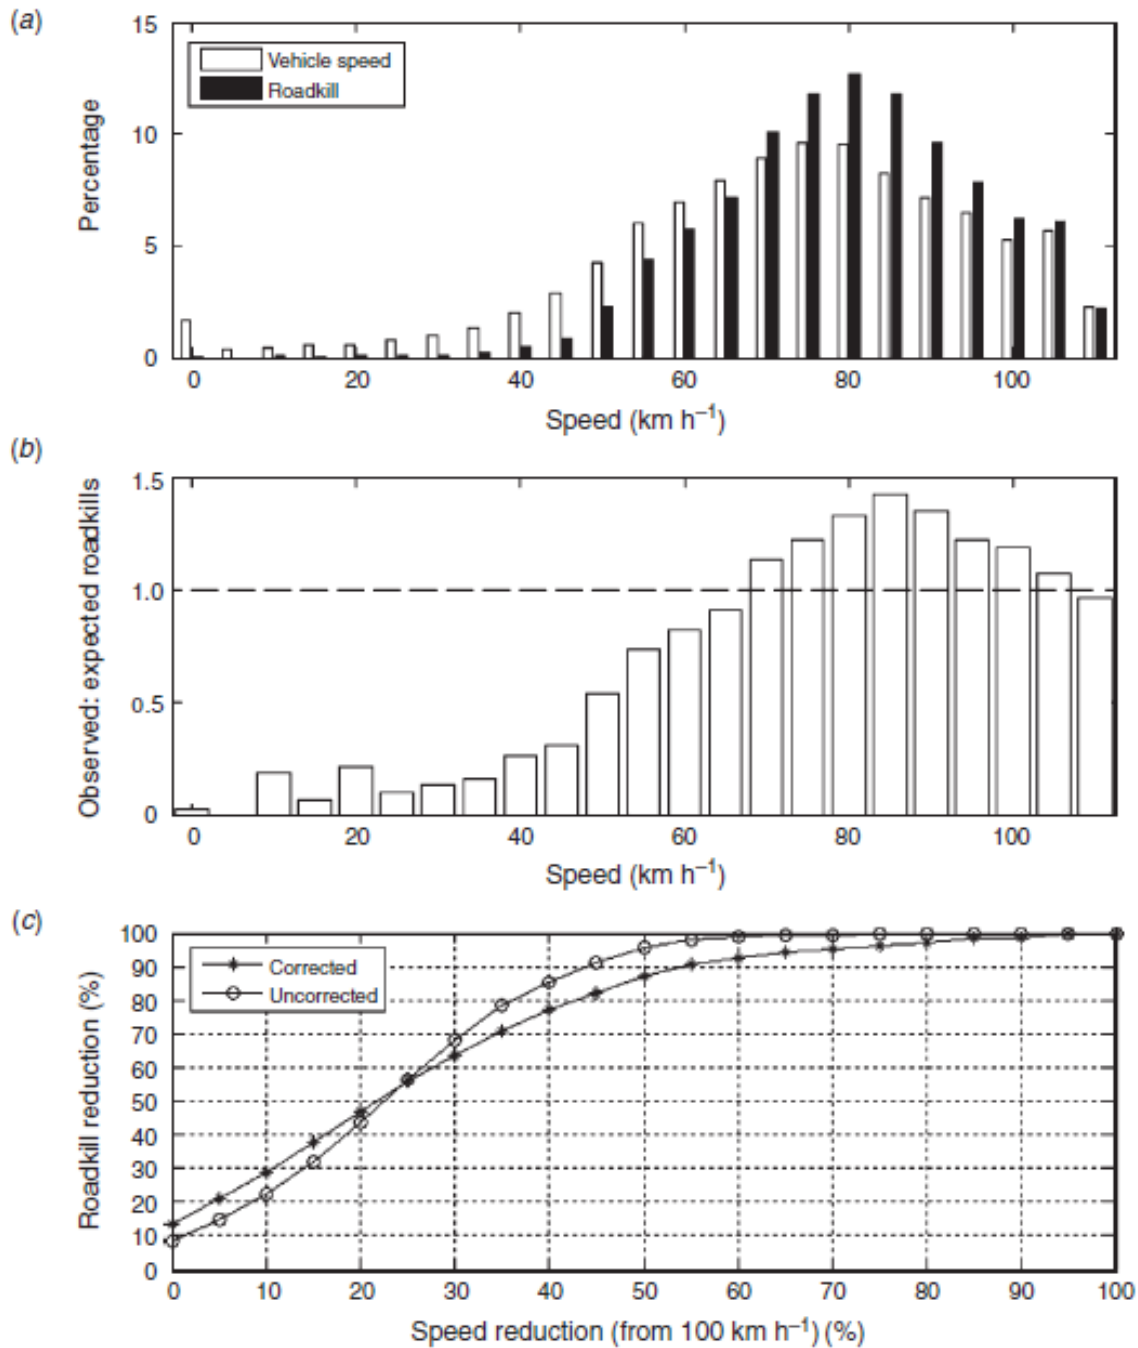 (a)
15
10
5
0
Percentage
Vehicle speed
Roadkill
0 20 40 60 80 100
Speed (km h⁻¹)
(b)
1.5
1.0
0.5
0
Observed: expected roadkills
0 20 40 60 80 100
Speed (km h⁻¹)
(c)
100
90
80
70
60
50
40
30
20
10
0
Roadkill reduction (%)
Corrected
Uncorrected
0 10 20 30 40 50 60 70 80 90 100
Speed reduction (from 100 km h⁻¹) (%)